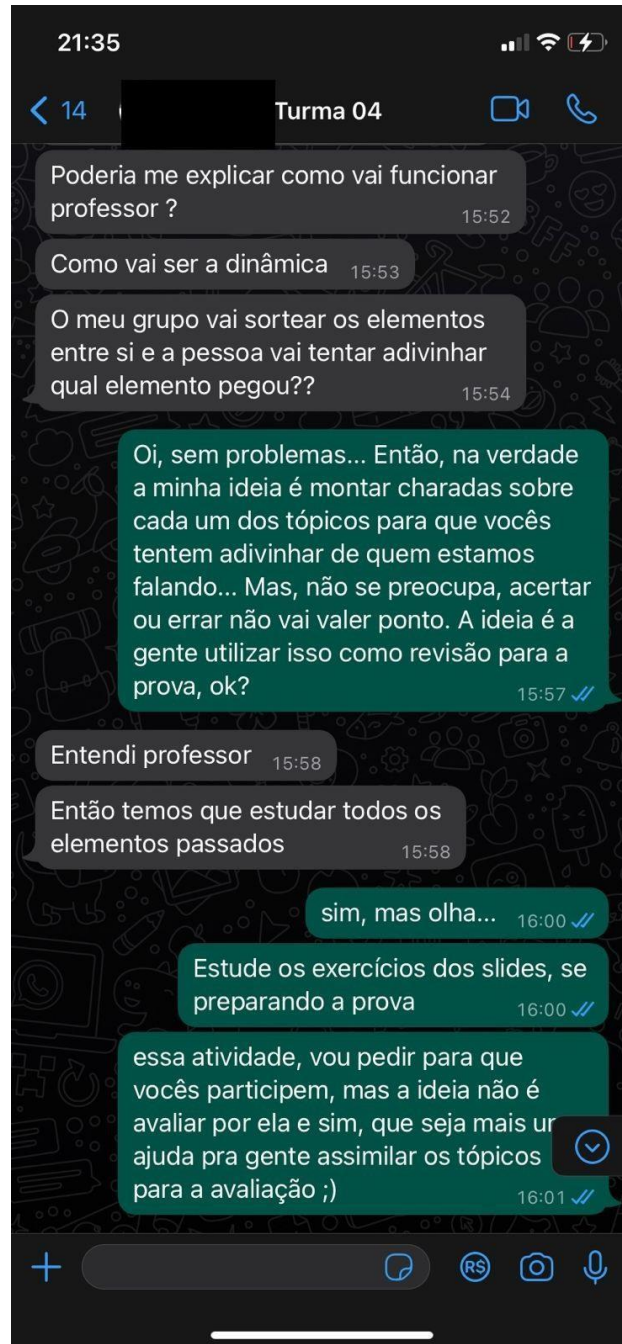 21:35
14 Turma 04
Poderia me explicar como vai funcionar
professor ?
15:52
Como vai ser a dinâmica 15:53
O meu grupo vai sortear os elementos
entre si e a pessoa vai tentar adivinhar
qual elemento pegou??
15:54
Oi, sem problemas... Então, na verdade
a minha ideia é montar charadas sobre
cada um dos tópicos para que vocês
tentem adivinhar de quem estamos
falando... Mas, não se preocupa, acertar
ou errar não vai valer ponto. A ideia é a
gente utilizar isso como revisão para a
prova, ok?
15:57
Entendi professor 15:58
Então temos que estudar todos os
elementos passados
15:58
sim, mas olha... 16:00
Estude os exercícios dos slides, se
preparando a prova
16:00
essa atividade, vou pedir para que
vocês participem, mas a ideia não é
avaliar por ela e sim, que seja mais
ajuda pra gente assimilar os tópicos
para a avaliação ;)
16:01
R$